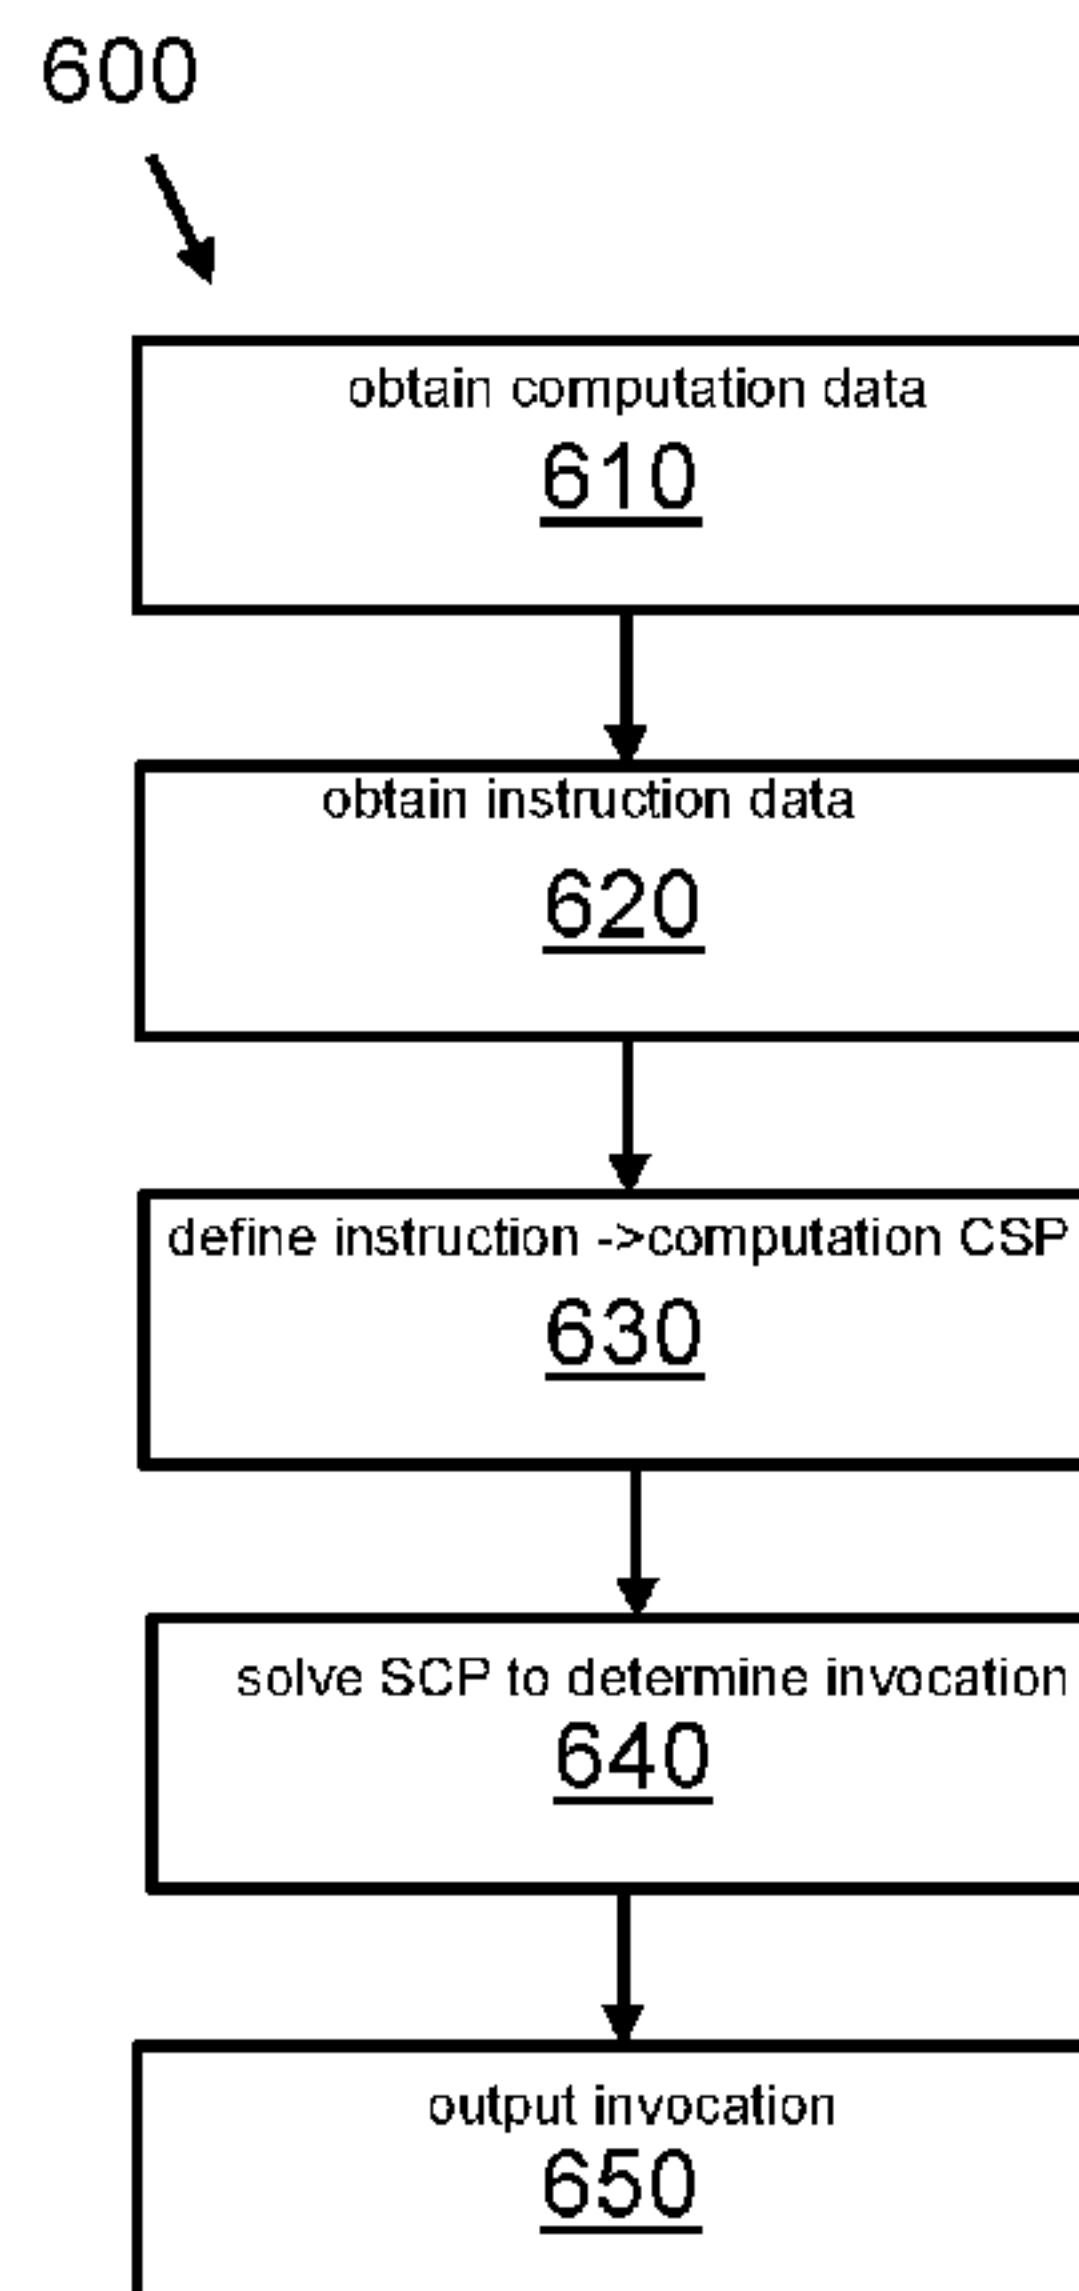 600
obtain computation data
610
obtain instruction data
620
define instruction ->computation CSP
630
solve SCP to determine invocation
640
output invocation
650